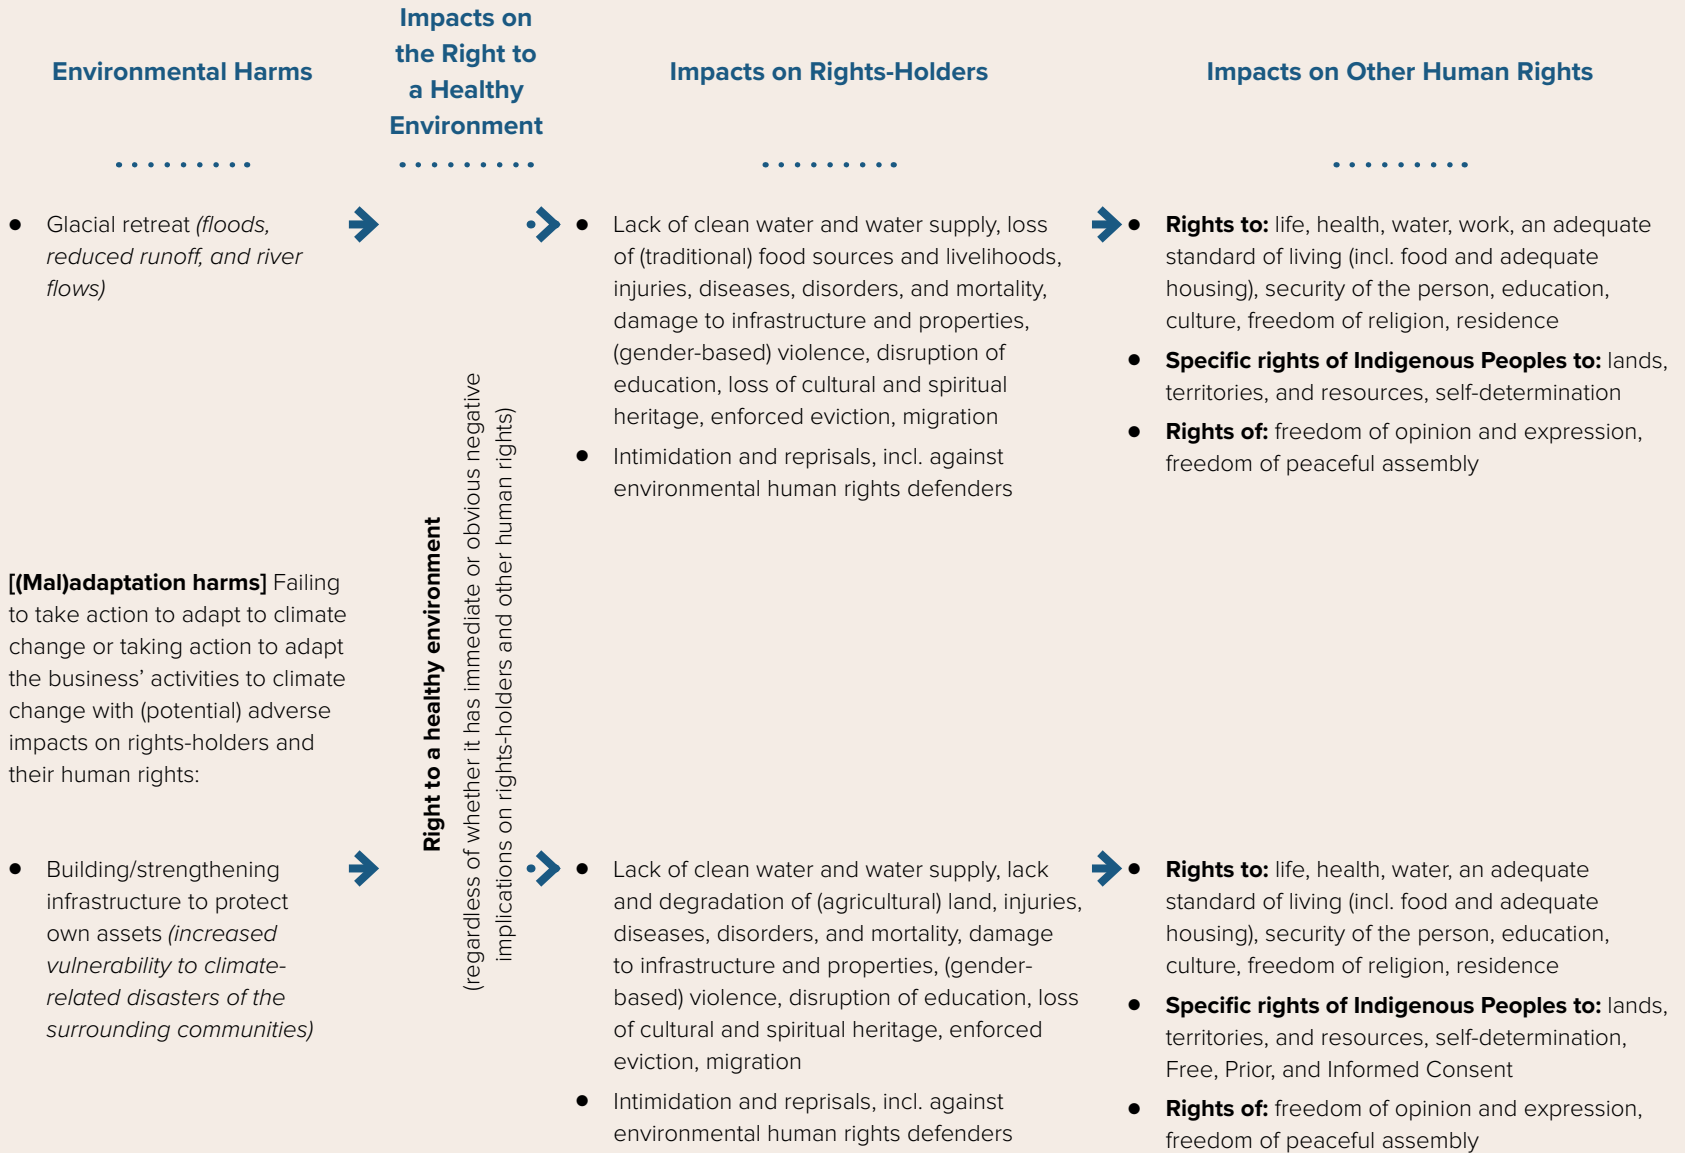 Environmental Harms
Impacts on
the Right to
a Healthy
Environment
Impacts on Rights-Holders
Impacts on Other Human Rights
● Glacial retreat (floods,
reduced runoff, and river
flows)
Right to a healthy environment
(regardless of whether it has immediate or obvious negative
implications on rights-holders and other human rights)
● Lack of clean water and water supply, loss
of (traditional) food sources and livelihoods,
injuries, diseases, disorders, and mortality,
damage to infrastructure and properties,
(gender-based) violence, disruption of
education, loss of cultural and spiritual
heritage, enforced eviction, migration
● Intimidation and reprisals, incl. against
environmental human rights defenders
● Rights to: life, health, water, work, an adequate
standard of living (incl. food and adequate
housing), security of the person, education,
culture, freedom of religion, residence
● Specific rights of Indigenous Peoples to: lands,
territories, and resources, self-determination
● Rights of: freedom of opinion and expression,
freedom of peaceful assembly
[(Mal)adaptation harms] Failing
to take action to adapt to climate
change or taking action to adapt
the business’ activities to climate
change with (potential) adverse
impacts on rights-holders and
their human rights:
● Building/strengthening
infrastructure to protect
own assets (increased
vulnerability to climate-
related disasters of the
surrounding communities)
● Lack of clean water and water supply, lack
and degradation of (agricultural) land, injuries,
diseases, disorders, and mortality, damage
to infrastructure and properties, (gender-
based) violence, disruption of education, loss
of cultural and spiritual heritage, enforced
eviction, migration
● Intimidation and reprisals, incl. against
environmental human rights defenders
● Rights to: life, health, water, an adequate
standard of living (incl. food and adequate
housing), security of the person, education,
culture, freedom of religion, residence
● Specific rights of Indigenous Peoples to: lands,
territories, and resources, self-determination,
Free, Prior, and Informed Consent
● Rights of: freedom of opinion and expression,
freedom of peaceful assembly